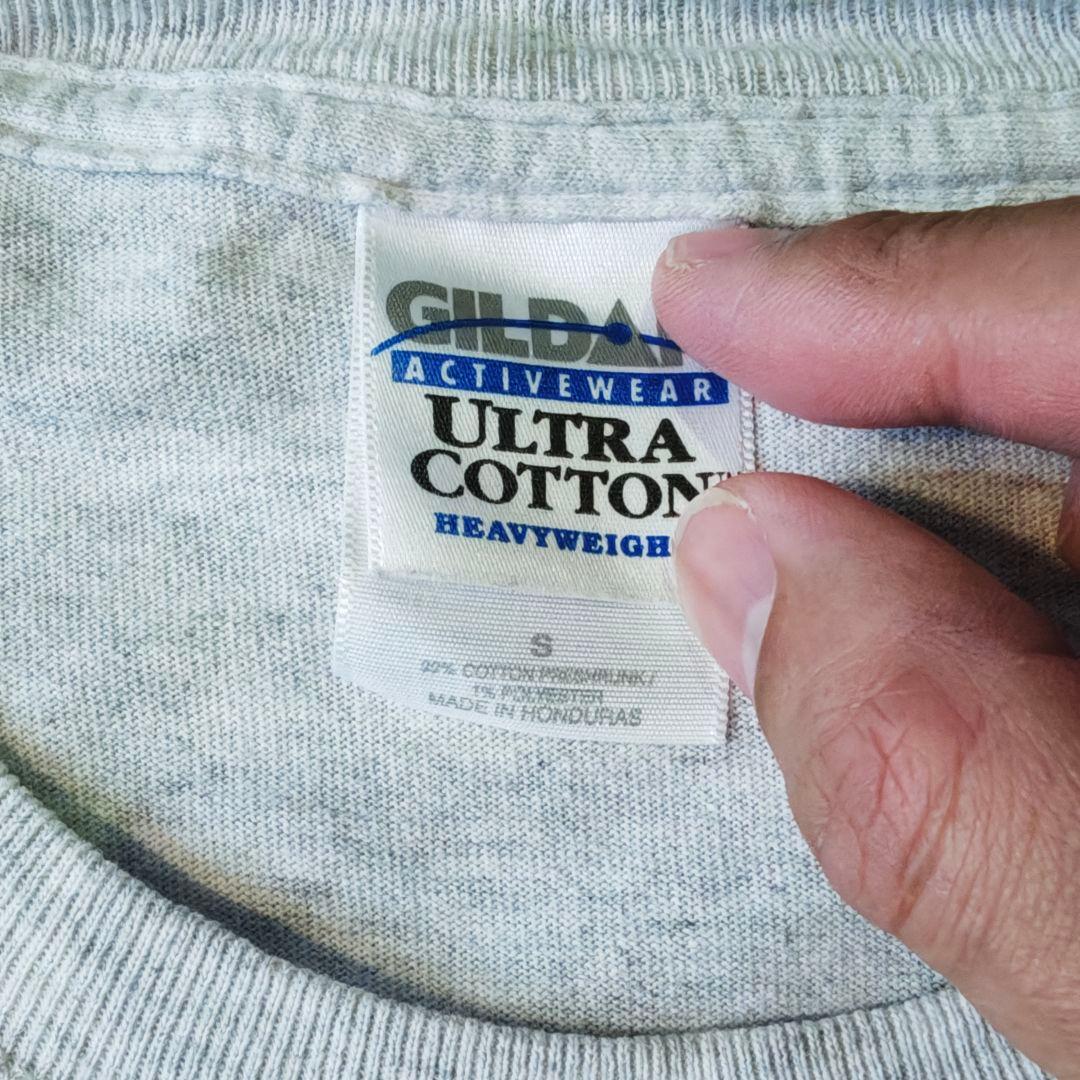 GILDA
ACTIVEWEAR
ULTRA
COTTON
HEAVYWEIGH
S
99% COTTON PRESHRUNK/
1% POLYESTER
MADE IN HONDURAS